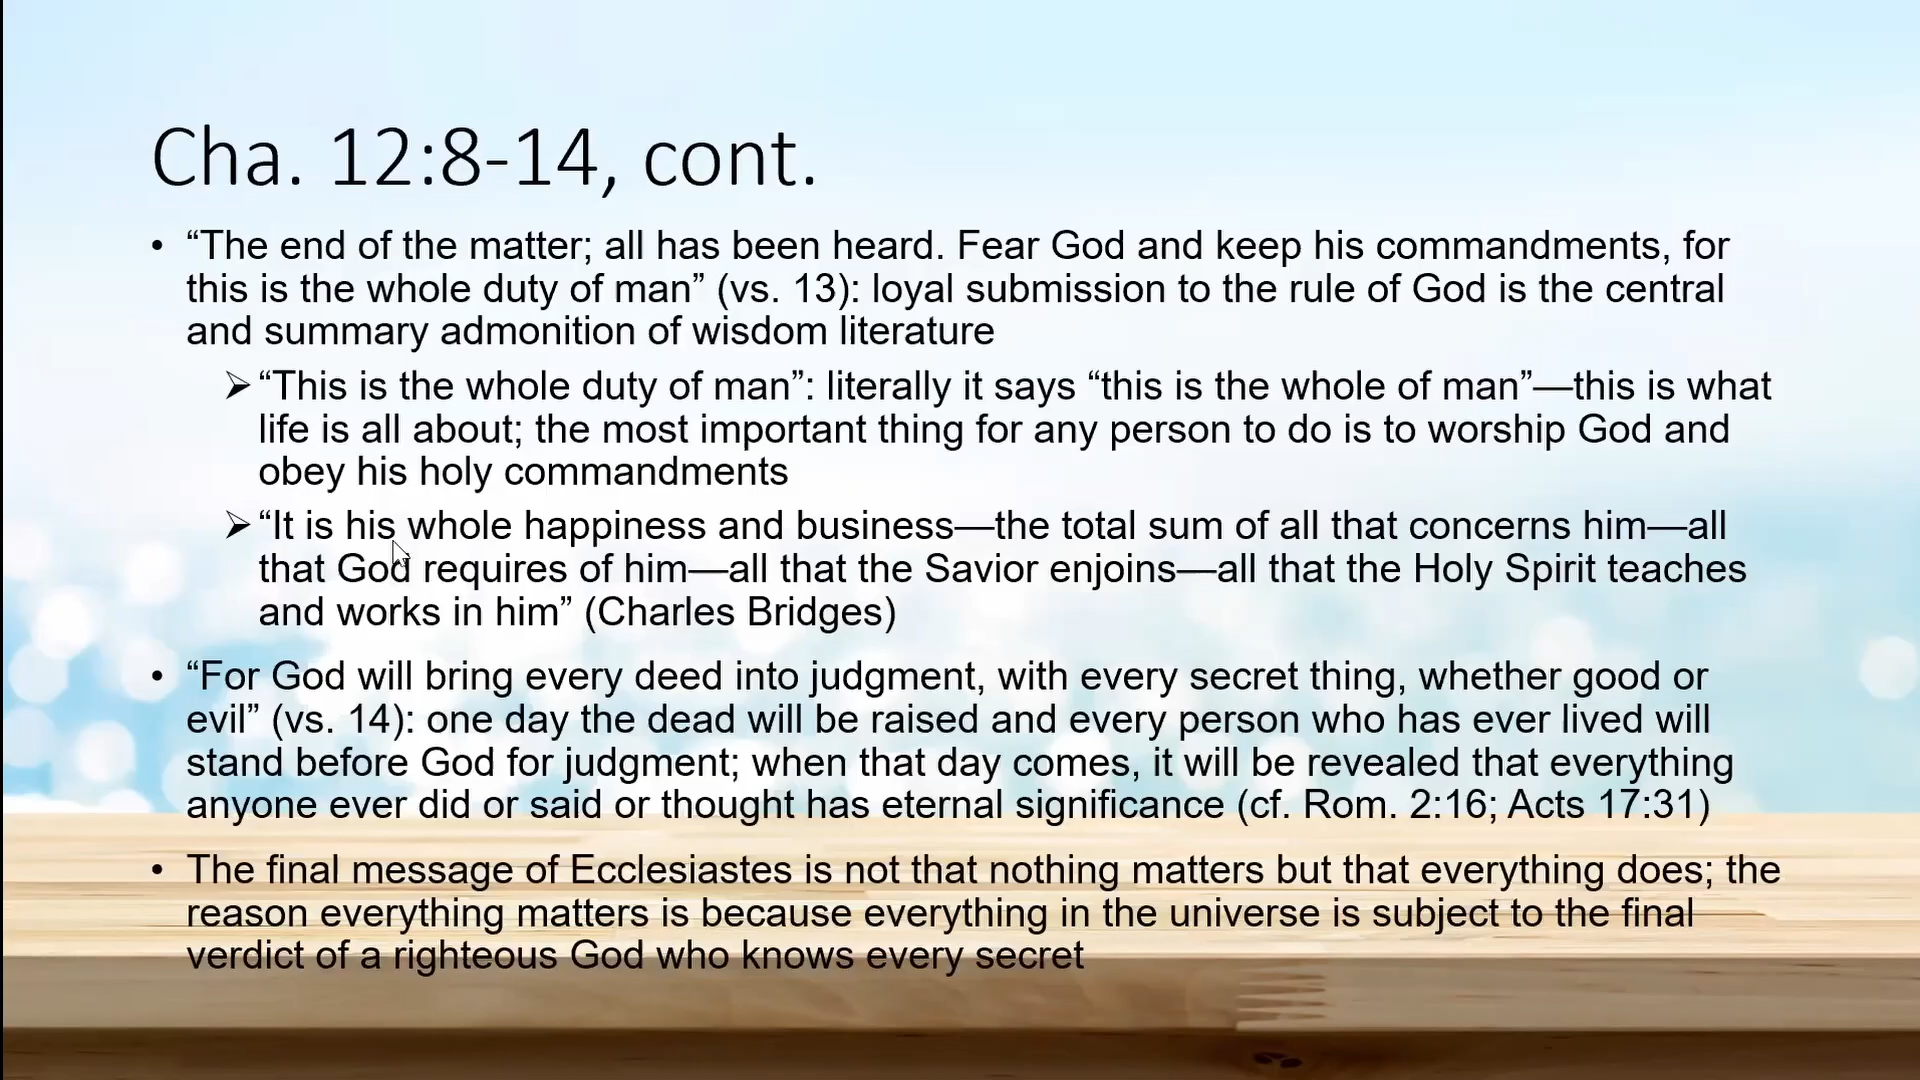 Cha. 12:8-14, cont.
• “The end of the matter; all has been heard. Fear God and keep his commandments, for
this is the whole duty of man” (vs. 13): loyal submission to the rule of God is the central
and summary admonition of wisdom literature
➢ “This is the whole duty of man”: literally it says “this is the whole of man”—this is what
life is all about; the most important thing for any person to do is to worship God and
obey his holy commandments
➢ “It is his whole happiness and business—the total sum of all that concerns him—all
that God requires of him—all that the Savior enjoins—all that the Holy Spirit teaches
and works in him” (Charles Bridges)
• “For God will bring every deed into judgment, with every secret thing, whether good or
evil” (vs. 14): one day the dead will be raised and every person who has ever lived will
stand before God for judgment; when that day comes, it will be revealed that everything
anyone ever did or said or thought has eternal significance (cf. Rom. 2:16; Acts 17:31)
• The final message of Ecclesiastes is not that nothing matters but that everything does; the
reason everything matters is because everything in the universe is subject to the final
verdict of a righteous God who knows every secret